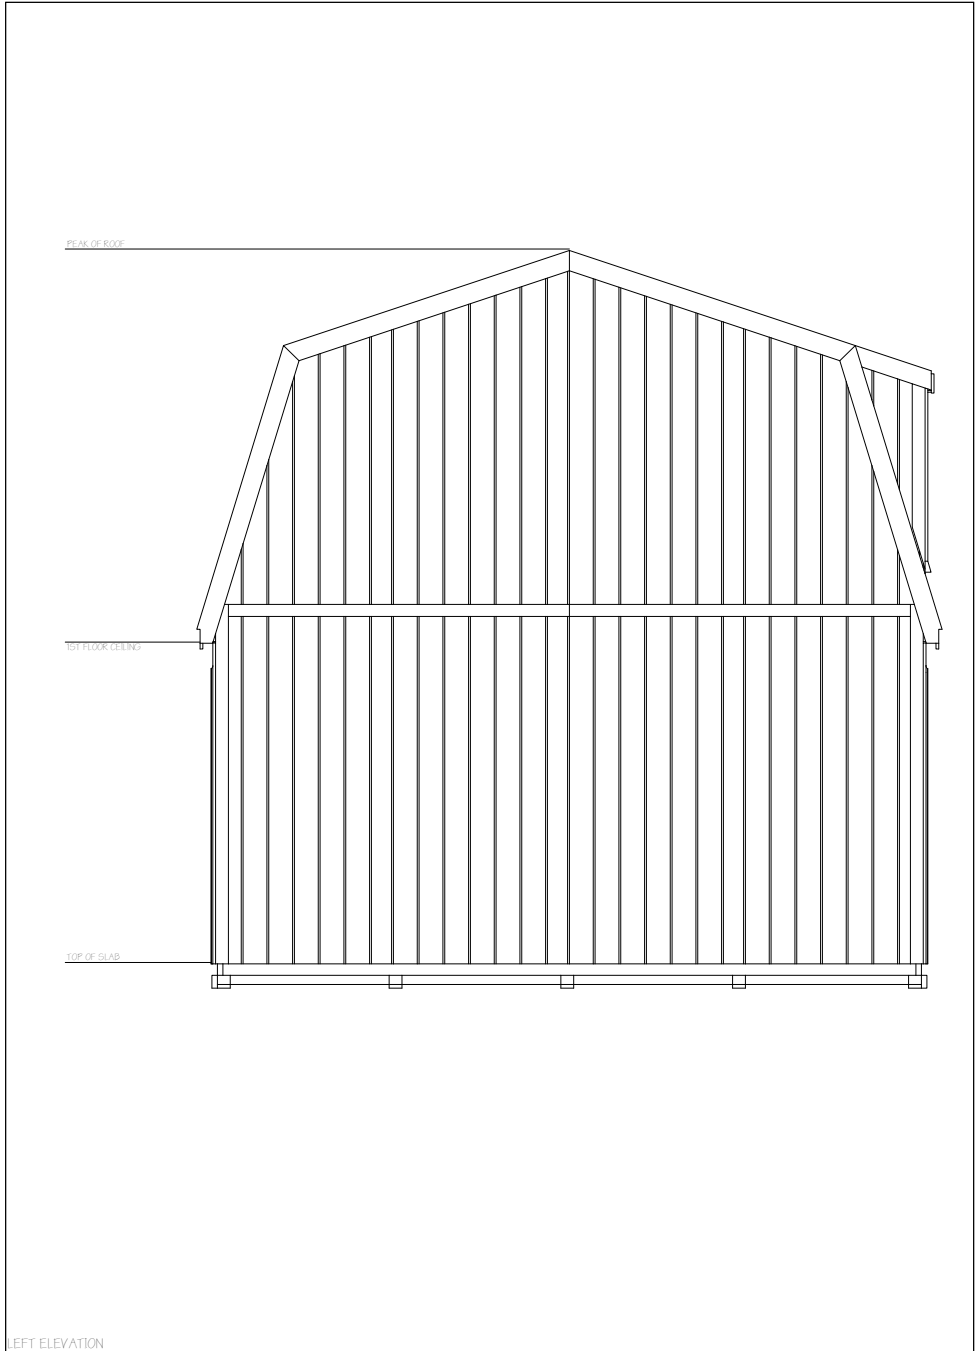 PEAK OF ROOF
1ST FLOOR CEILING
TOP OF SLAB
LEFT ELEVATION